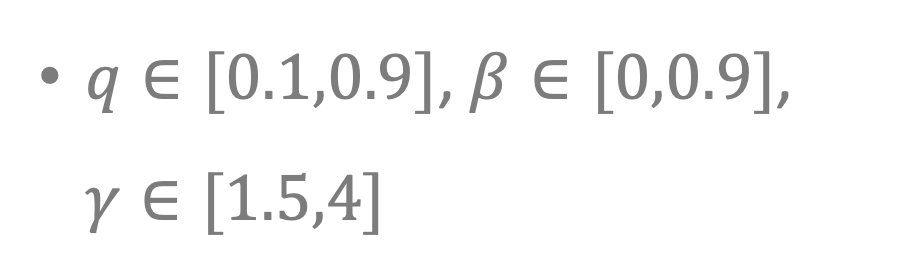 • q ∈ [0.1,0.9], β ∈ [0,0.9],
γ ∈ [1.5,4]